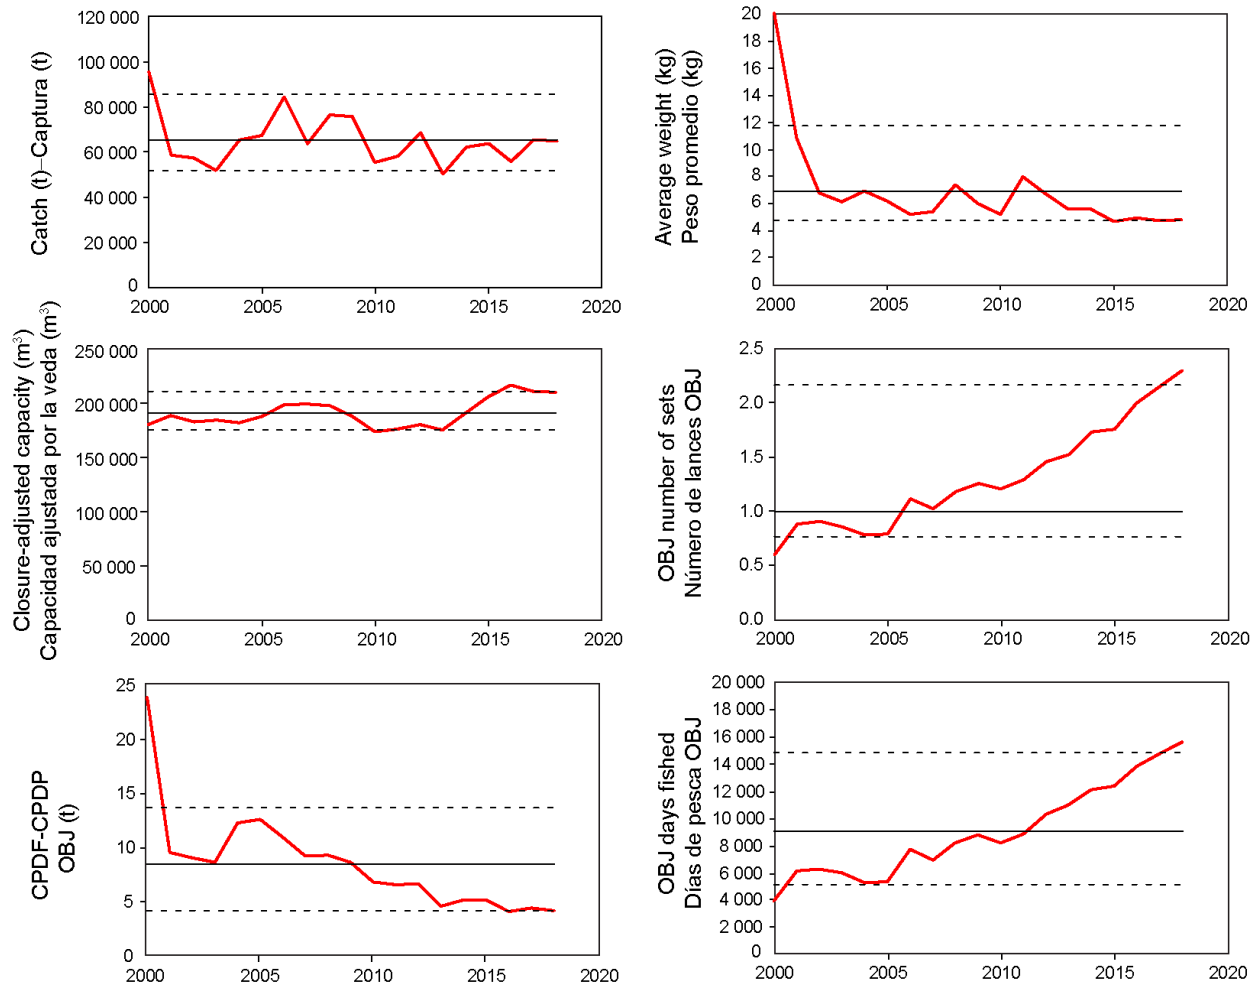 Catch (t)–Captura (t)
120 000
100 000
80 000
60 000
40 000
20 000
0
2000 2005 2010 2015 2020
Average weight (kg)
Peso promedio (kg)
20
18
16
14
12
10
8
6
4
2
0
2000 2005 2010 2015 2020
Closure-adjusted capacity (m³)
Capacidad ajustada por la veda (m³)
250 000
200 000
150 000
100 000
50 000
0
2000 2005 2010 2015 2020
OBJ number of sets
Número de lances OBJ
2.5
2.0
1.5
1.0
0.5
0.0
2000 2005 2010 2015 2020
CPDF-CPDP
OBJ (t)
25
20
15
10
5
0
2000 2005 2010 2015 2020
OBJ days fished
Días de pesca OBJ
20 000
18 000
16 000
14 000
12 000
10 000
8 000
6 000
4 000
2 000
0
2000 2005 2010 2015 2020